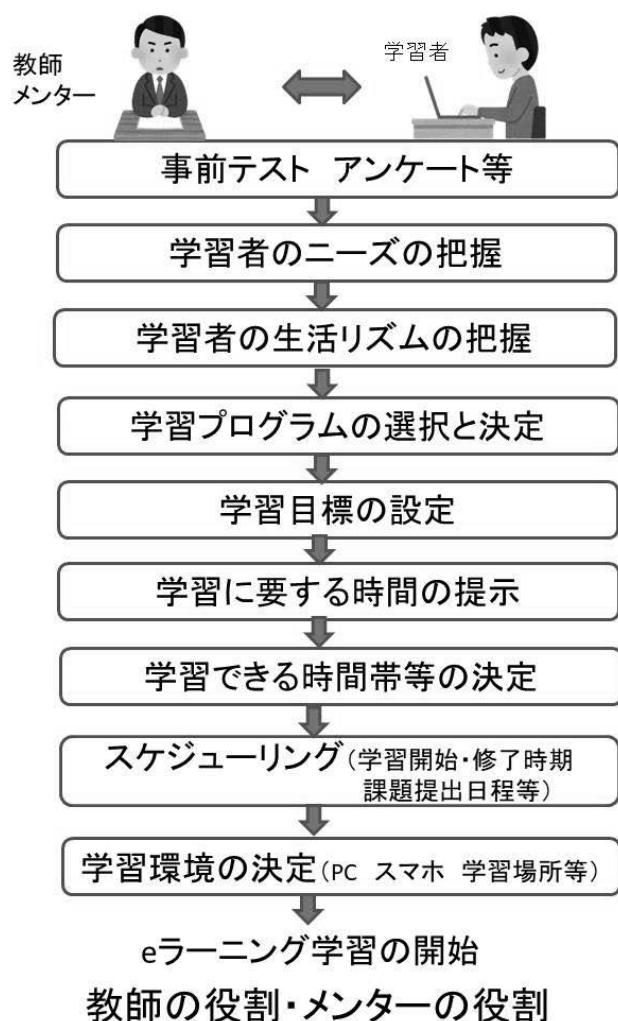 教師
メンター
学習者
事前テスト アンケート等
学習者のニーズの把握
学習者の生活リズムの把握
学習プログラムの選択と決定
学習目標の設定
学習に要する時間の提示
学習できる時間帯等の決定
スケジューリング(学習開始・修了時期
課題提出日程等)
学習環境の決定(PC スマホ 学習場所等)
eラーニング学習の開始
教師の役割・メンターの役割